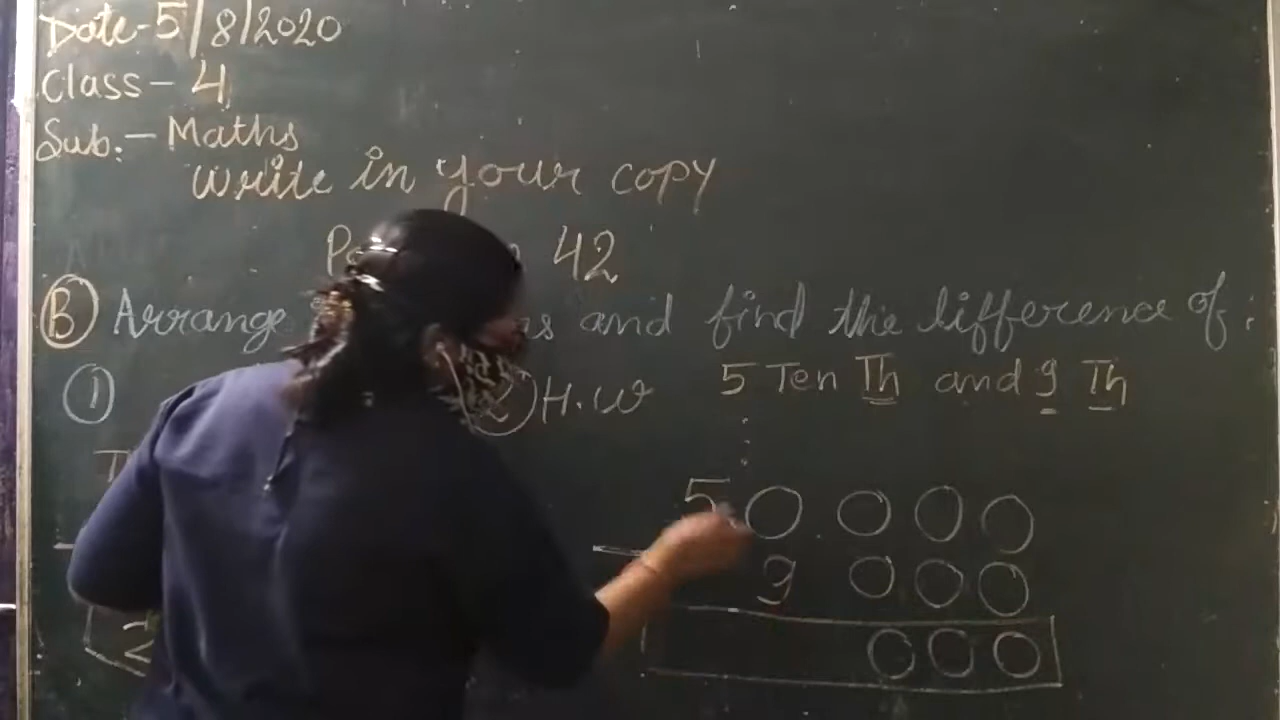 Date-5/8/2020
Class-4
Sub:-Maths
Write in your copy
42
B Arrange and find the difference of:
1 2 H.W 5 Ten Th and 9 Th
50000
- 9000
000